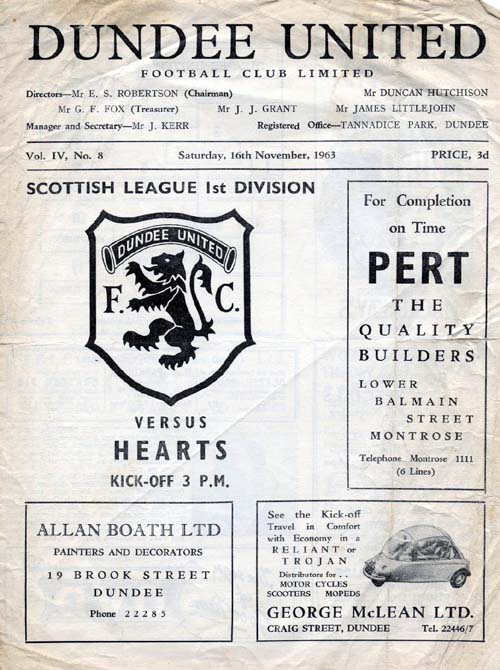 DUNDEE UNITED
FOOTBALL CLUB LIMITED
Directors—Mr E. S. ROBERTSON (Chairman) Mr DUNCAN HUTCHISON
Mr G. F. FOX (Treasurer) Mr J. J. GRANT Mr JAMES LITTLEJOHN
Manager and Secretary—Mr J. KERR Registered Office—TANNADICE PARK, DUNDEE
Vol. IV, No. 8 Saturday, 16th November, 1963 PRICE, 3d
SCOTTISH LEAGUE 1st DIVISION
DUNDEE UNITED
F. C.
VERSUS
HEARTS
KICK-OFF 3 P.M.
For Completion
on Time
PERT
THE
QUALITY
BUILDERS
LOWER
BALMAIN
STREET
MONTROSE
Telephone Montrose 1111
(6 Lines)
ALLAN BOATH LTD
PAINTERS AND DECORATORS
19 BROOK STREET
DUNDEE
Phone 22285
See the Kick-off
Travel in Comfort
with Economy in a
RELIANT or
TROJAN
Distributors for . .
MOTOR CYCLES
SCOOTERS MOPEDS
GEORGE McLEAN LTD.
CRAIG STREET, DUNDEE Tel. 22446/7